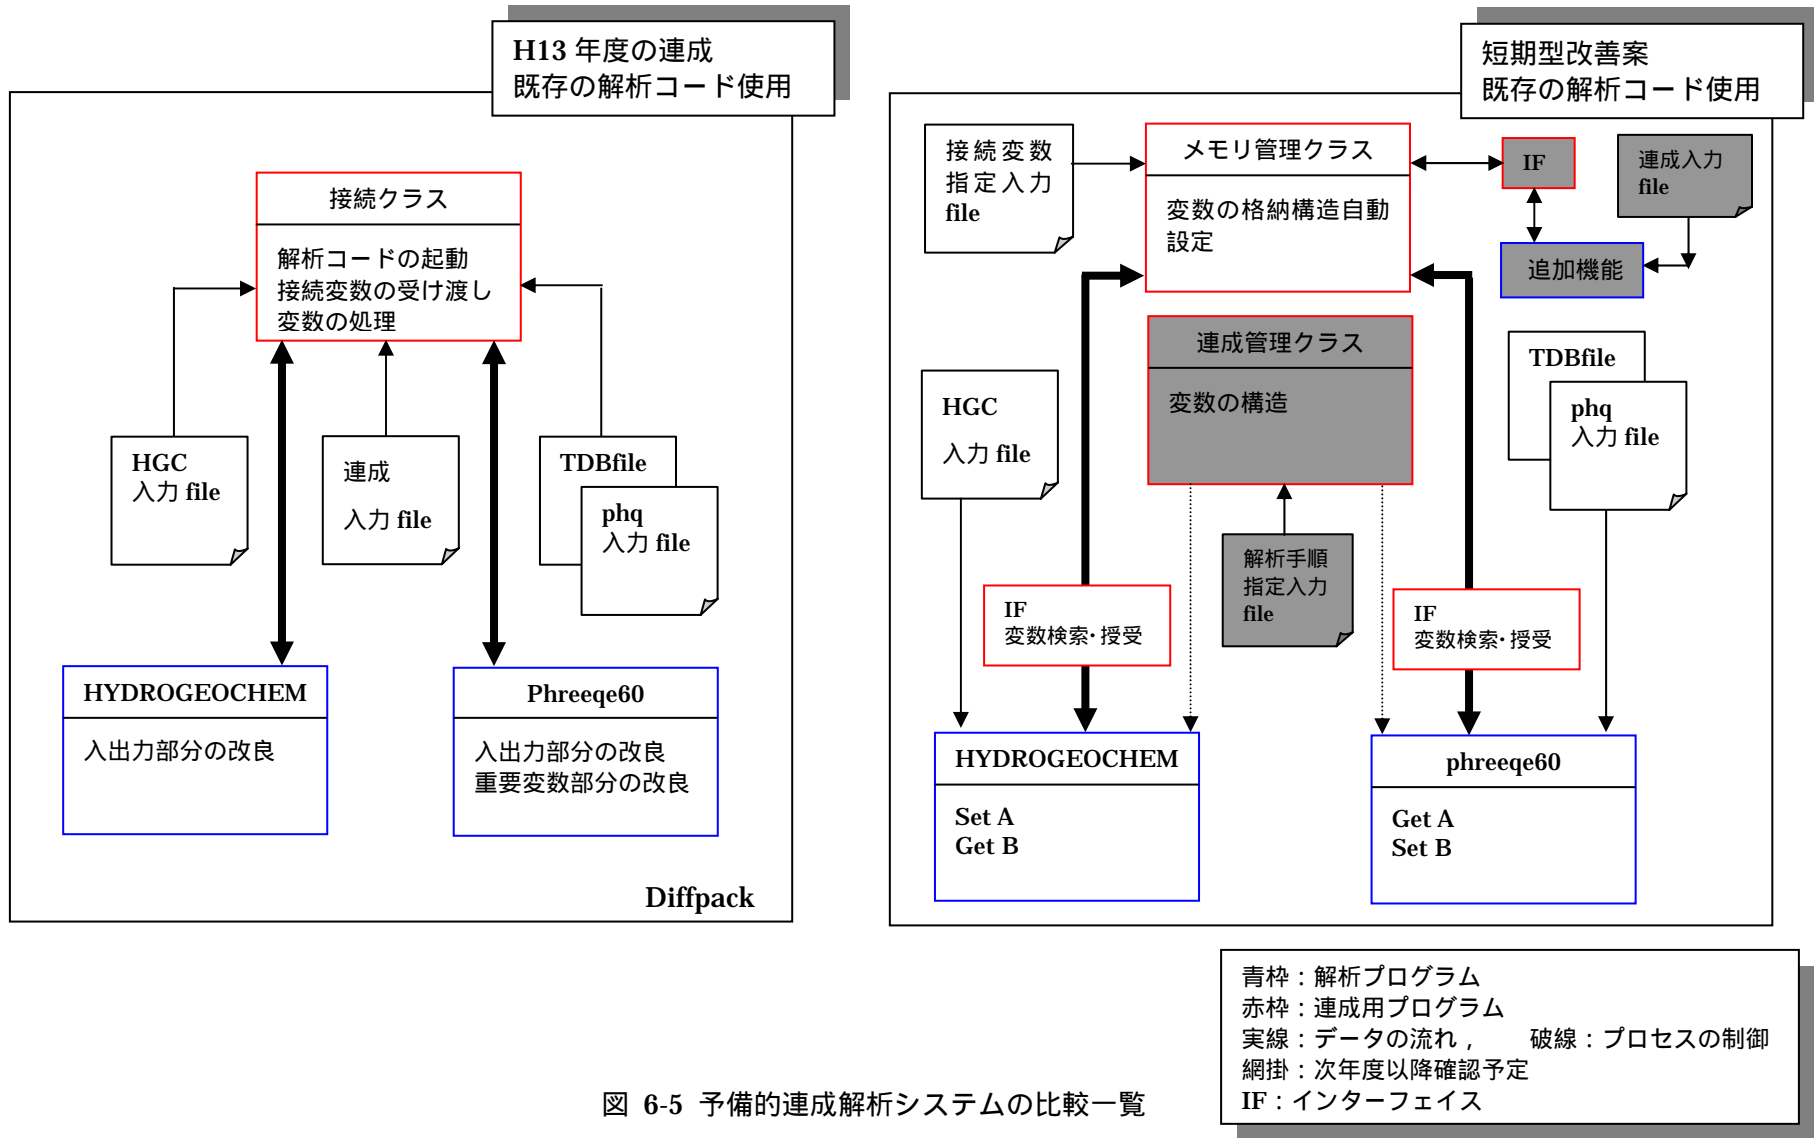 H13 年度の連成
既存の解析コード使用
接続クラス
解析コードの起動
接続変数の受け渡し
変数の処理
HGC
入力 file
連成
入力 file
TDBfile
phq
入力 file
HYDROGEOCHEM
入出力部分の改良
Phreeqe60
入出力部分の改良
重要変数部分の改良
Diffpack
短期型改善案
既存の解析コード使用
接続変数
指定入力
file
メモリ管理クラス
変数の格納構造自動
設定
IF
連成入力
file
追加機能
連成管理クラス
変数の構造
HGC
入力 file
TDBfile
phq
入力 file
解析手順
指定入力
file
IF
変数検索・授受
IF
変数検索・授受
HYDROGEOCHEM
Set A
Get B
phreeqe60
Get A
Set B
青枠：解析プログラム
赤枠：連成用プログラム
実線：データの流れ， 破線：プロセスの制御
網掛：次年度以降確認予定
IF：インターフェイス
図 6-5 予備的連成解析システムの比較一覧